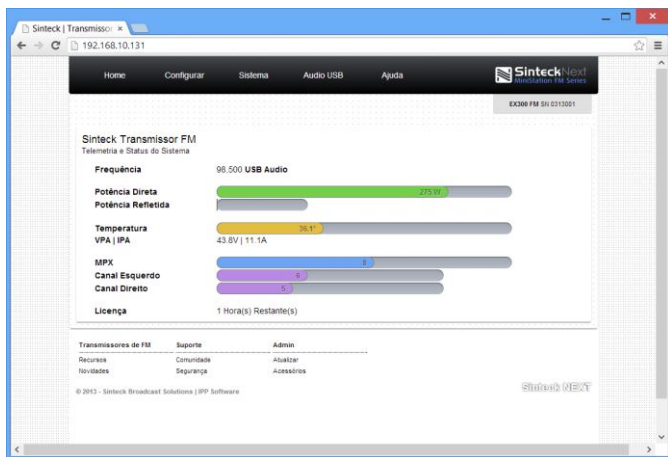 Sinteck | Transmissor
192.168.10.131
Home Configurar Sistema Audio USB Ajuda
SinteckNext
MiniStation FM Series
EX300 FM SN 0313001
Sinteck Transmissor FM
Telemetria e Status do Sistema
Frequência 98.500 USB Audio
Potência Direta 275 W
Potência Refletida
Temperatura 36.1°
VPA | IPA 43.8V | 11.1A
MPX 8
Canal Esquerdo 6
Canal Direito 5
Licença 1 Hora(s) Restante(s)
Transmissores de FM Suporte Admin
Recursos Comunidade Atualizar
Novidades Segurança Acessórios
© 2013 - Sinteck Broadcast Solutions | IPP Software
Sinteck NEXT